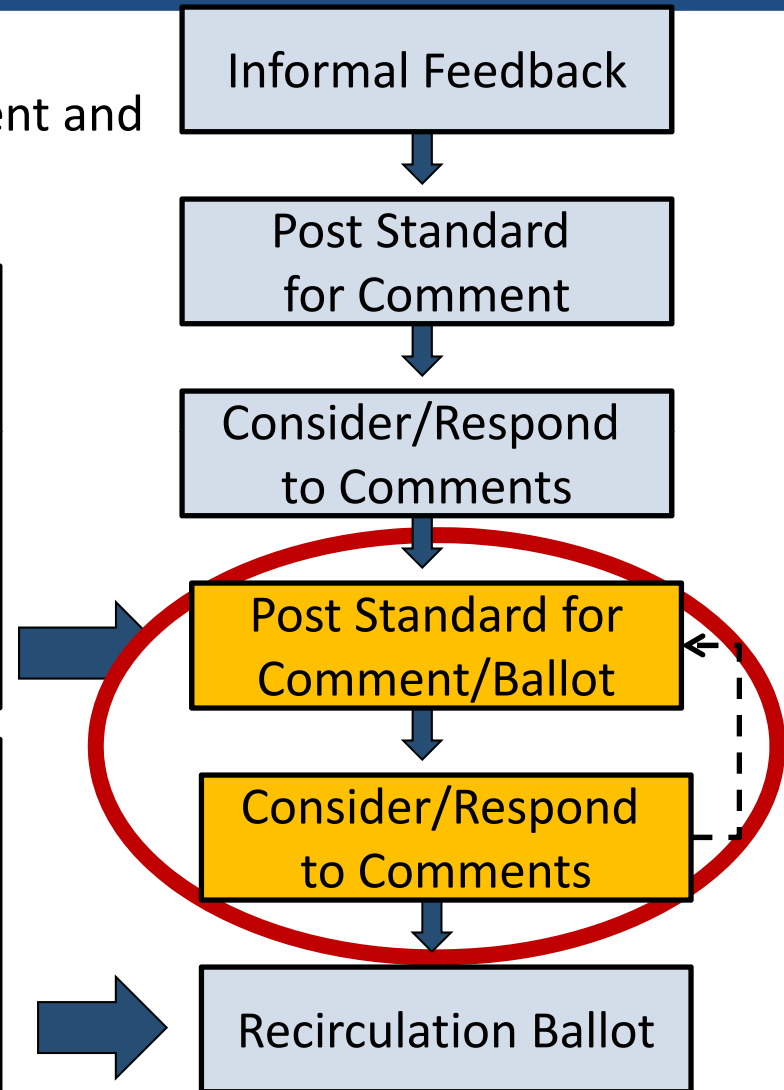 Informal Feedback
and
Post Standard
for Comment
Consider/Respond
to Comments
Post Standard for
Comment/Ballot
Consider/Respond
to Comments
Recirculation Ballot